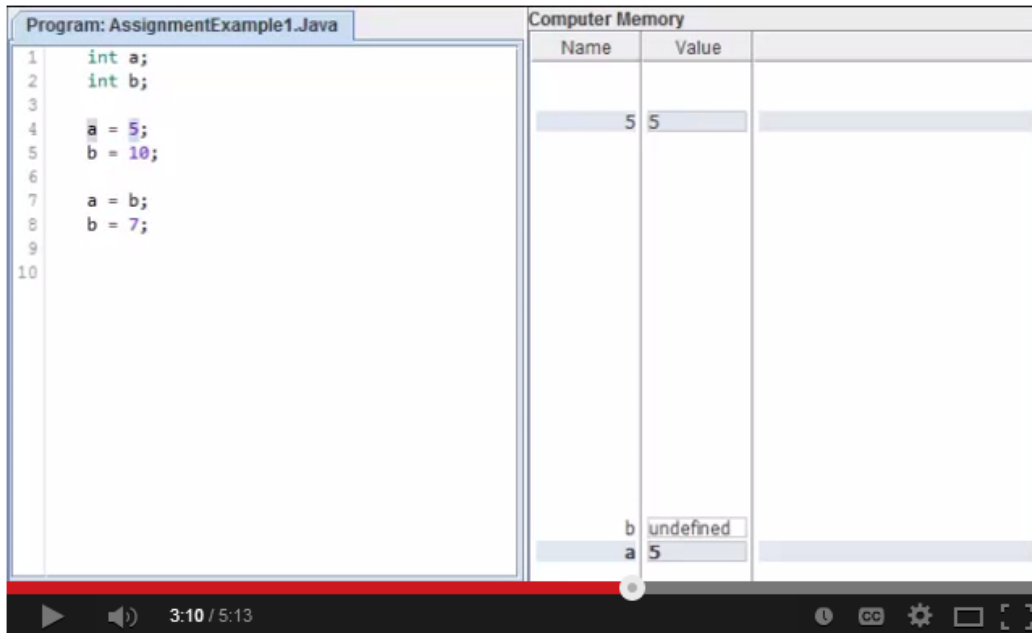 Program: AssignmentExample1.Java
1 int a;
2 int b;
3
4 a = 5;
5 b = 10;
6
7 a = b;
8 b = 7;
9
10
Computer Memory
Name Value
5 5
b undefined
a 5
3:10 / 5:13
CC